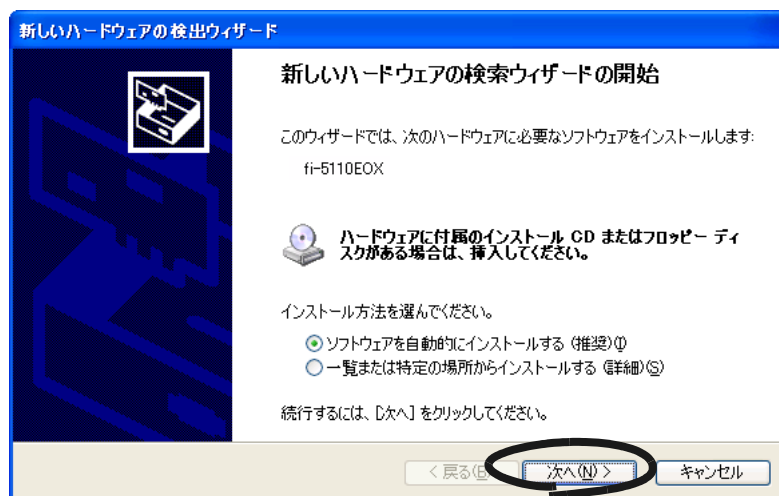 新しいハードウェアの検出ウィザード
新しいハードウェアの検索ウィザードの開始
このウィザードでは、次のハードウェアに必要なソフトウェアをインストールします:
fi-5110EOX
ハードウェアに付属のインストール CD またはフロッピー ディ
スクがある場合は、挿入してください。
インストール方法を選んでください。
ソフトウェアを自動的にインストールする (推奨)(I)
一覧または特定の場所からインストールする (詳細)(S)
続行するには、[次へ] をクリックしてください。
< 戻る(B)
次へ(N) >
キャンセル